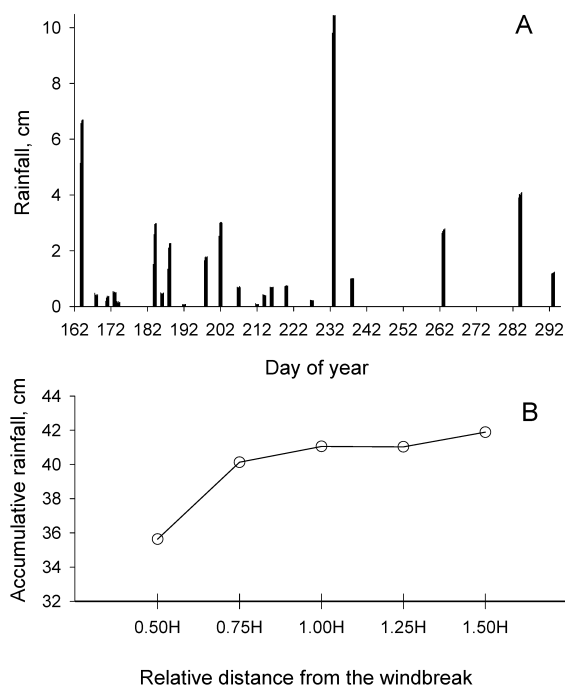 A
Rainfall, cm
10
8
6
4
2
0
162 172 182 192 202 212 222 232 242 252 262 272 282 292
Day of year
B
Accumulative rainfall, cm
44
42
40
38
36
34
32
0.50H 0.75H 1.00H 1.25H 1.50H
Relative distance from the windbreak